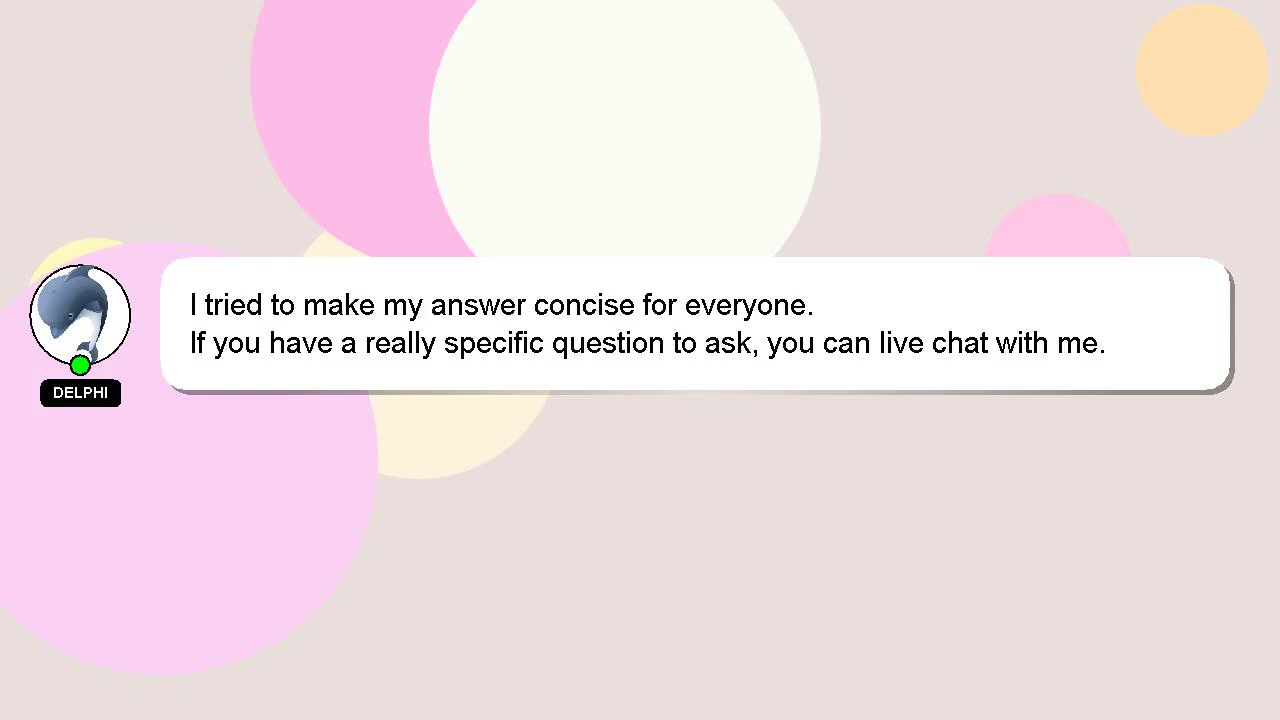 I tried to make my answer concise for everyone.
If you have a really specific question to ask, you can live chat with me.
DELPHI